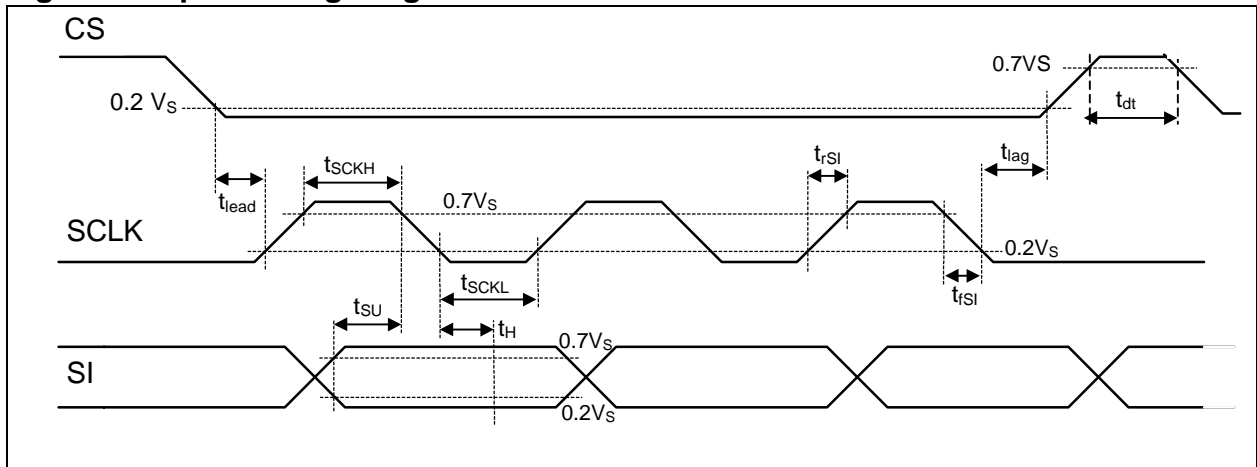 CS
0.7VS
0.2 VS
tdt
tSCKH
trSI
tlag
tlead
0.7VS
SCLK
0.2VS
tSCKL
tfSI
tSU
tH
0.7VS
SI
0.2VS